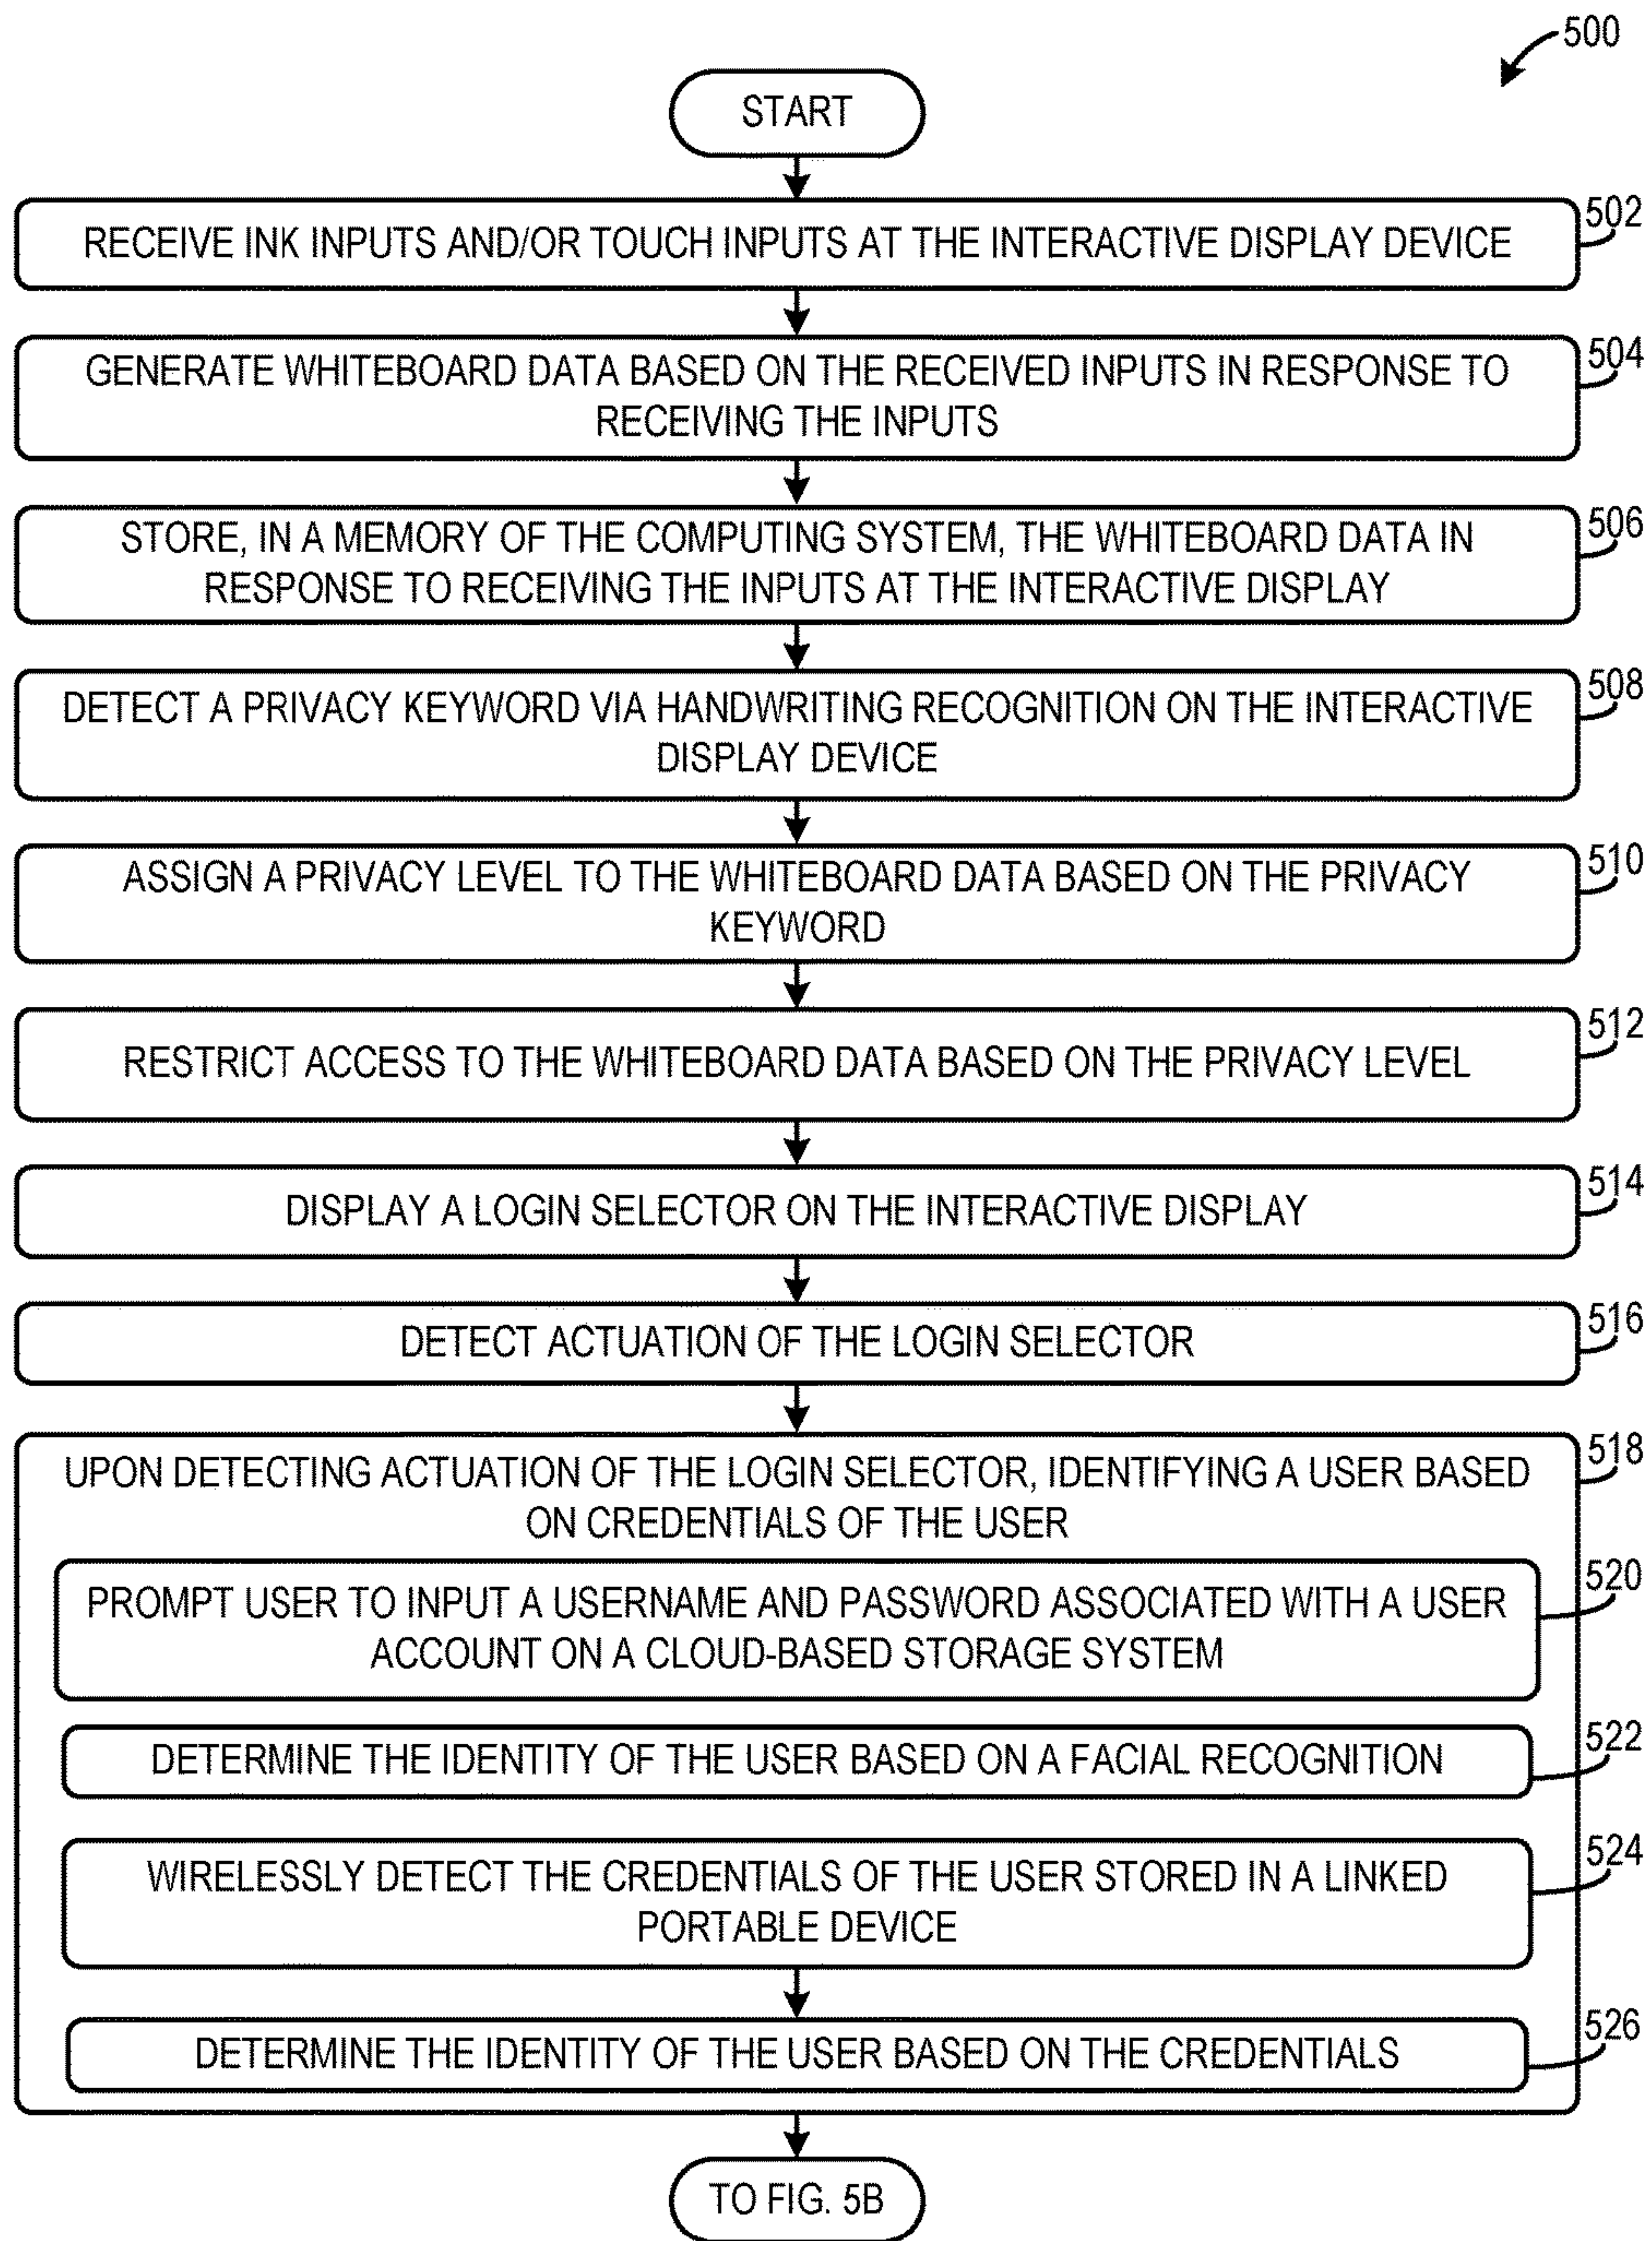 500
START
RECEIVE INK INPUTS AND/OR TOUCH INPUTS AT THE INTERACTIVE DISPLAY DEVICE
502
GENERATE WHITEBOARD DATA BASED ON THE RECEIVED INPUTS IN RESPONSE TO
RECEIVING THE INPUTS
504
STORE, IN A MEMORY OF THE COMPUTING SYSTEM, THE WHITEBOARD DATA IN
RESPONSE TO RECEIVING THE INPUTS AT THE INTERACTIVE DISPLAY
506
DETECT A PRIVACY KEYWORD VIA HANDWRITING RECOGNITION ON THE INTERACTIVE
DISPLAY DEVICE
508
ASSIGN A PRIVACY LEVEL TO THE WHITEBOARD DATA BASED ON THE PRIVACY
KEYWORD
510
RESTRICT ACCESS TO THE WHITEBOARD DATA BASED ON THE PRIVACY LEVEL
512
DISPLAY A LOGIN SELECTOR ON THE INTERACTIVE DISPLAY
514
DETECT ACTUATION OF THE LOGIN SELECTOR
516
UPON DETECTING ACTUATION OF THE LOGIN SELECTOR, IDENTIFYING A USER BASED
ON CREDENTIALS OF THE USER
518
PROMPT USER TO INPUT A USERNAME AND PASSWORD ASSOCIATED WITH A USER
ACCOUNT ON A CLOUD-BASED STORAGE SYSTEM
520
DETERMINE THE IDENTITY OF THE USER BASED ON A FACIAL RECOGNITION
522
WIRELESSLY DETECT THE CREDENTIALS OF THE USER STORED IN A LINKED
PORTABLE DEVICE
524
DETERMINE THE IDENTITY OF THE USER BASED ON THE CREDENTIALS
526
TO FIG. 5B